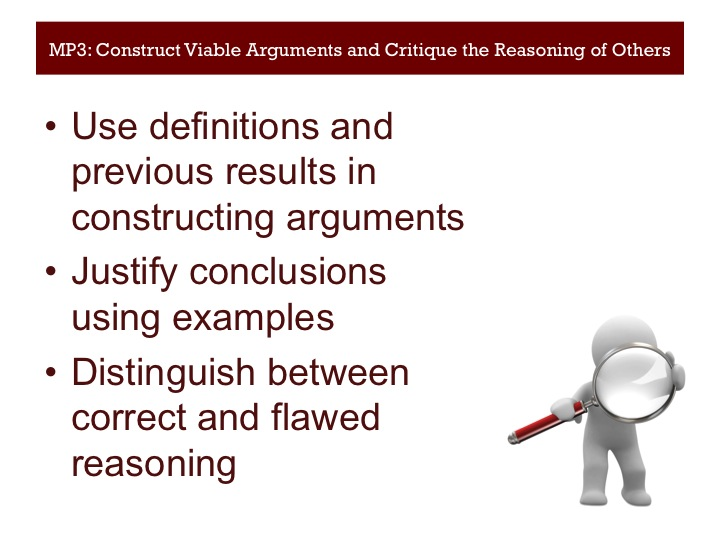 MP3: Construct Viable Arguments and Critique the Reasoning of Others
• Use definitions and
previous results in
constructing arguments
• Justify conclusions
using examples
• Distinguish between
correct and flawed
reasoning